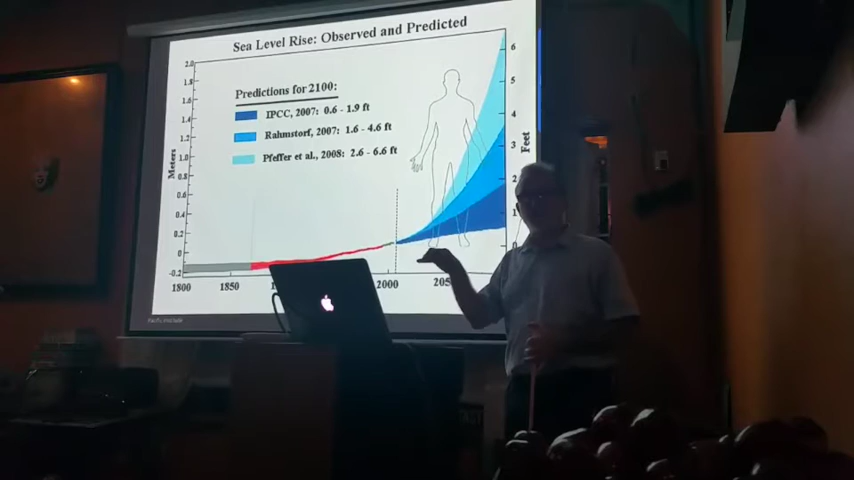 Sea Level Rise: Observed and Predicted
2.0
1.8
1.6
1.4
1.2
1.0
0.8
0.6
0.4
0.2
0
-0.2
Meters
Predictions for 2100:
IPCC, 2007: 0.6 - 1.9 ft
Rahmstorf, 2007: 1.6 - 4.6 ft
Pfeffer et al., 2008: 2.6 - 6.6 ft
6
5
4
3
2
Feet
1800
1850
2000
Pacific Institute